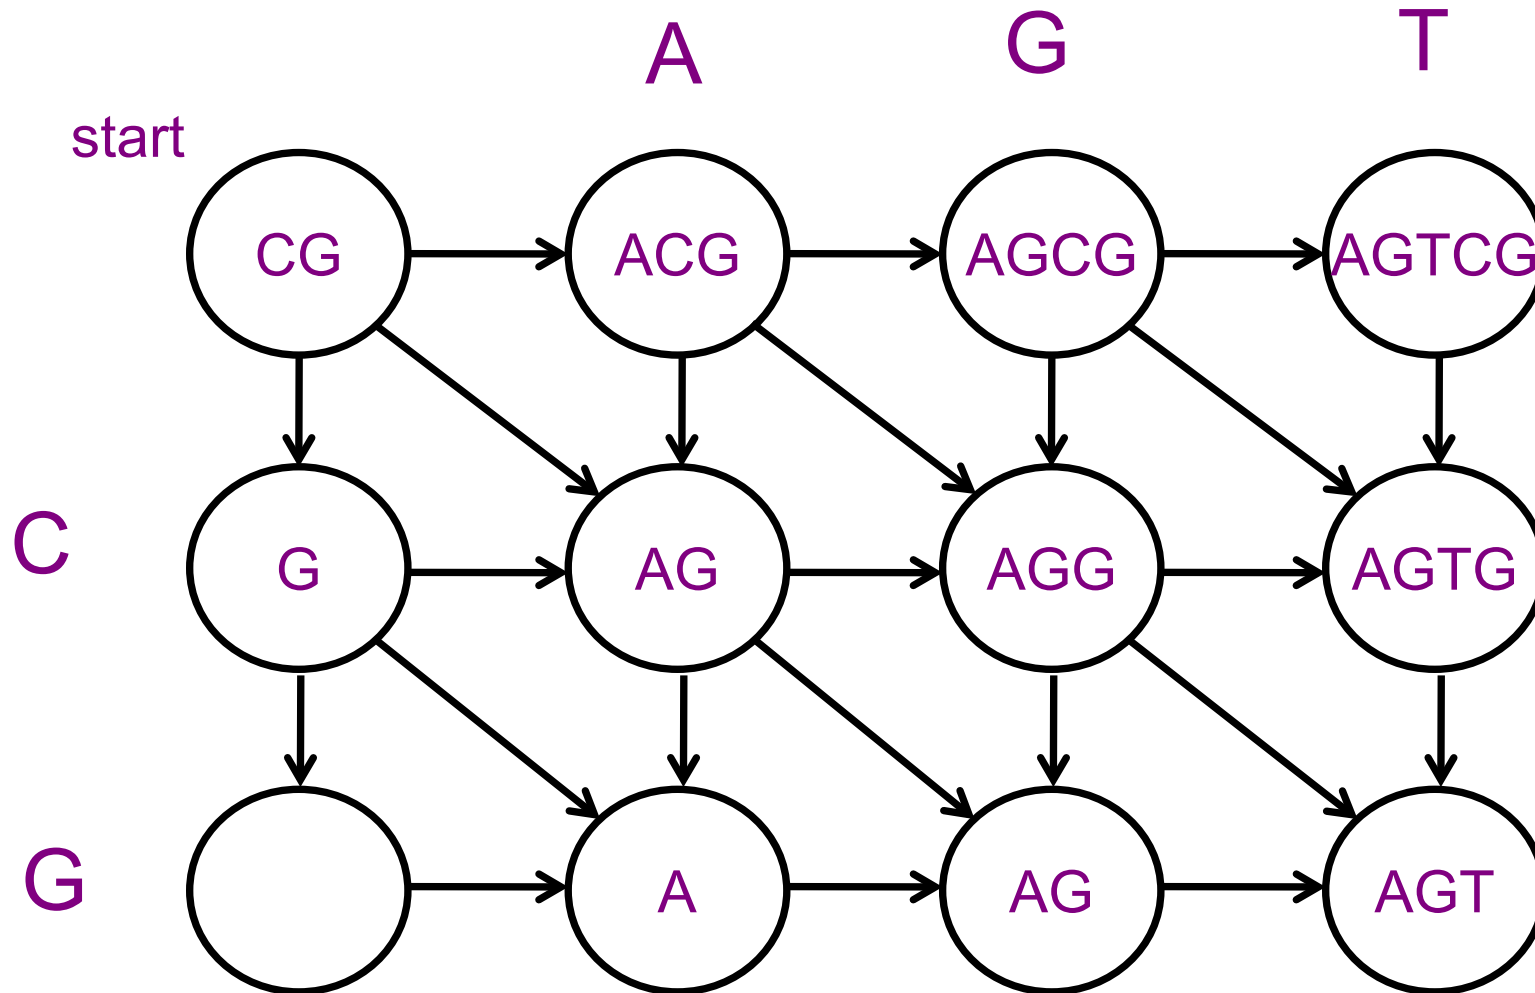 A G T
start
CG ACG AGCG AGTCG
C G AG AGG AGTG
G A AG AGT